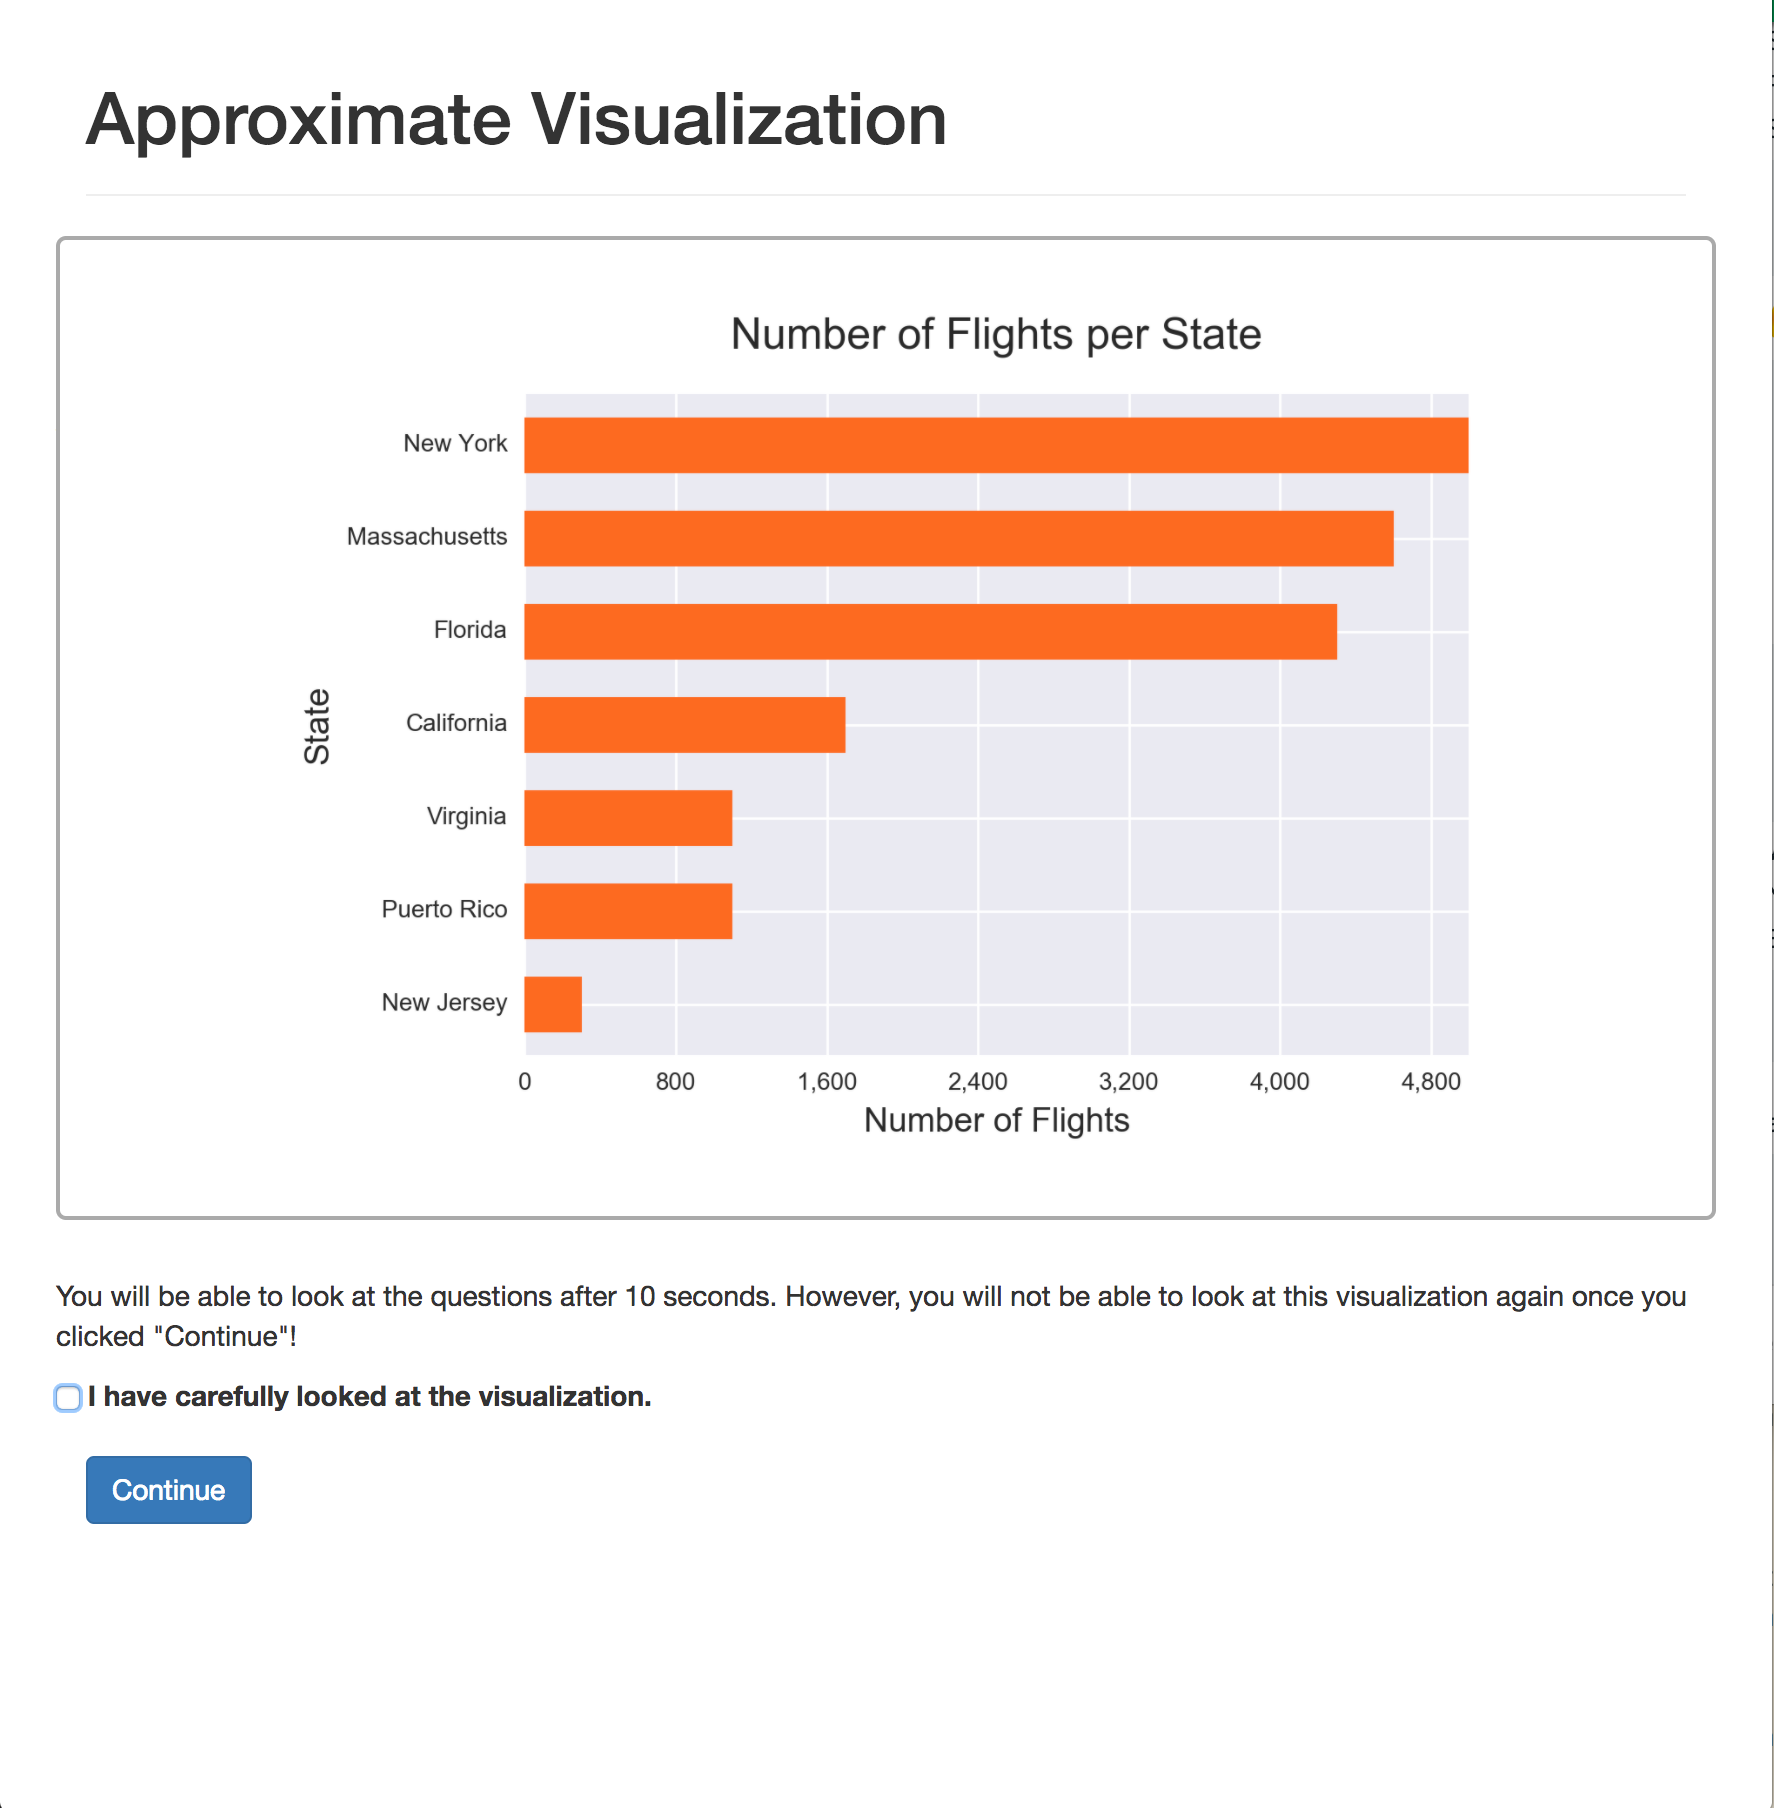 Approximate Visualization
Number of Flights per State
New York
Massachusetts
Florida
State
California
Virginia
Puerto Rico
New Jersey
0 800 1,600 2,400 3,200 4,000 4,800
Number of Flights
You will be able to look at the questions after 10 seconds. However, you will not be able to look at this visualization again once you
clicked "Continue"!
I have carefully looked at the visualization.
Continue